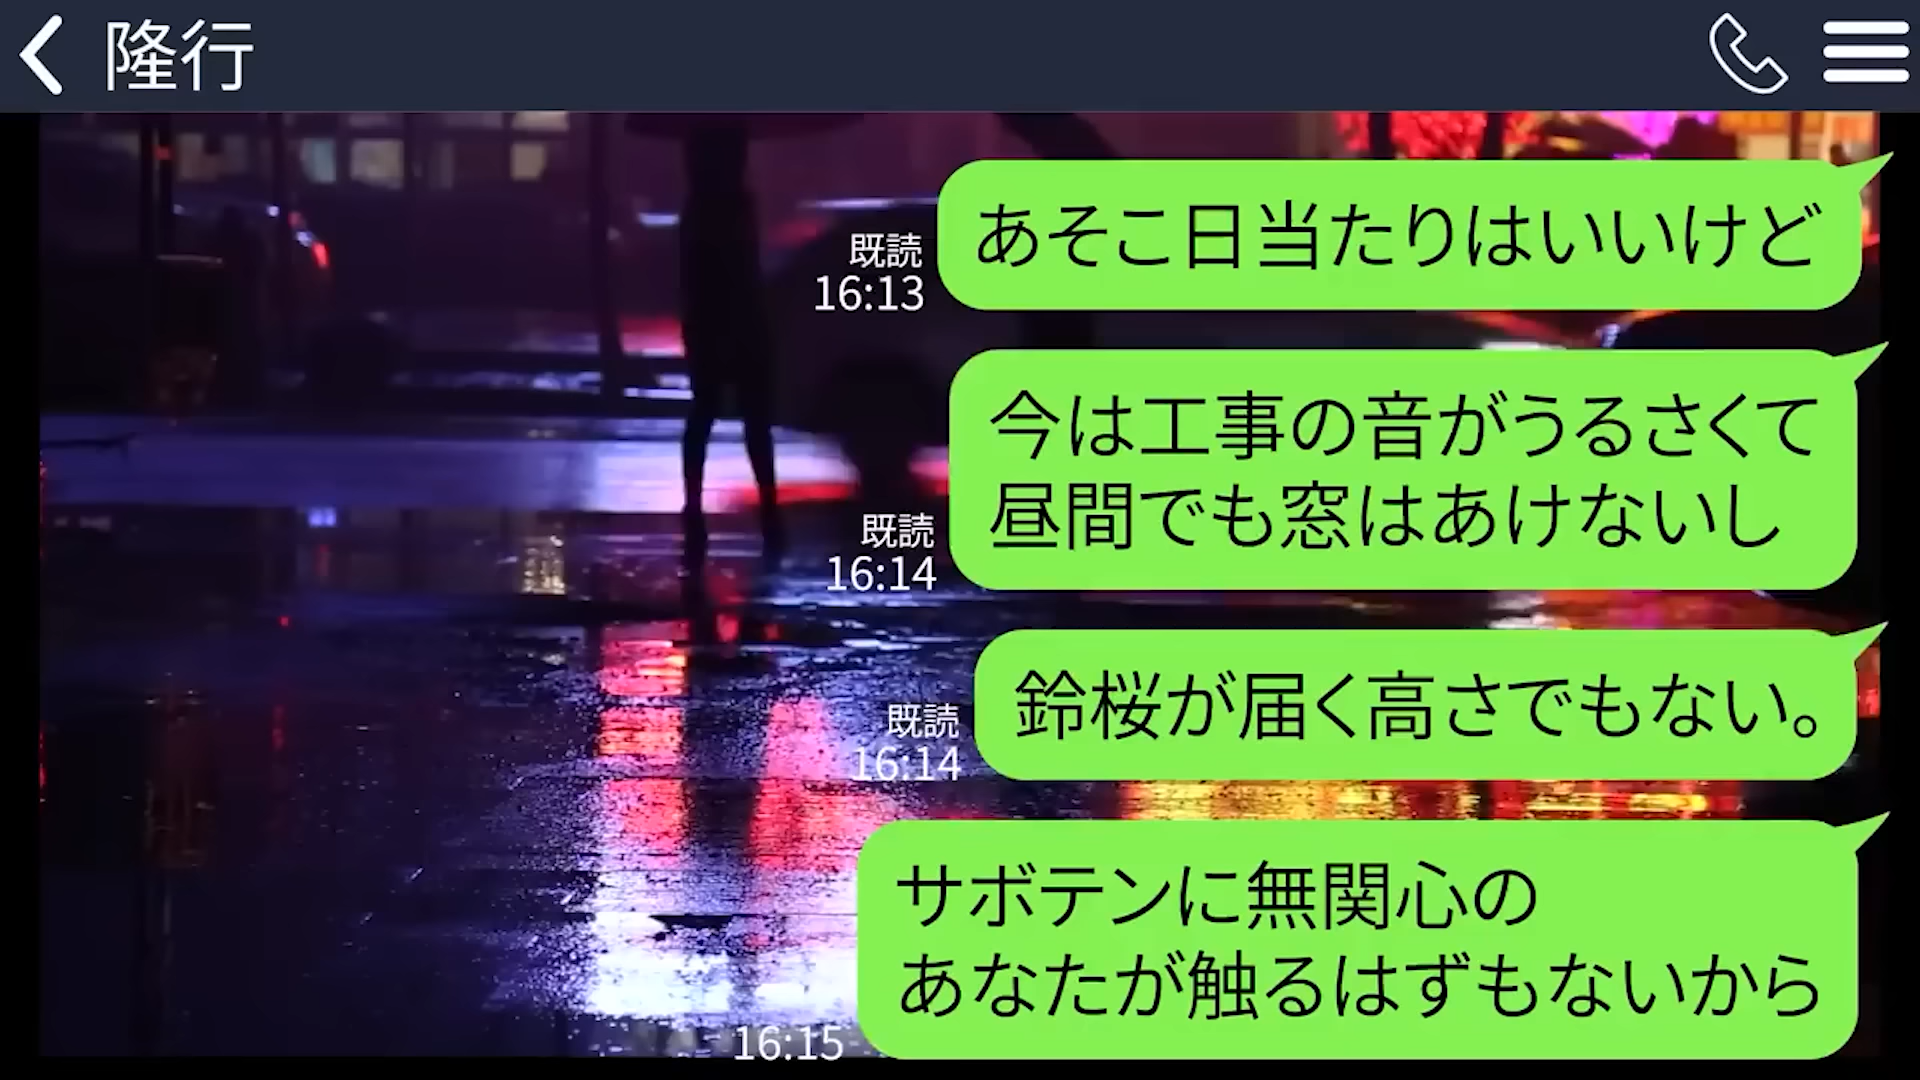 隆行
あそこ日当たりはいいけど
既読
16:13
今は工事の音がうるさくて
昼間でも窓はあけないし
既読
16:14
鈴桜が届く高さでもない。
既読
16:14
サボテンに無関心の
あなたが触るはずもないから
16:15